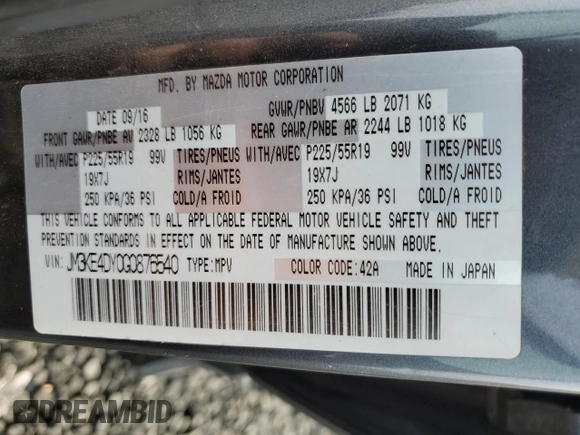 MFD. BY MAZDA MOTOR CORPORATION
DATE 09/16 GVWR/PNBV 4566 LB 2071 KG
FRONT GAWR/PNBE AV 2328 LB 1056 KG REAR GAWR/PNBE AR 2244 LB 1018 KG
WITH/AVEC P225/55R19 99V TIRES/PNEUS WITH/AVEC P225/55R19 99V TIRES/PNEUS
19X7J RIMS/JANTES 19X7J RIMS/JANTES
250 KPA/36 PSI COLD/A FROID 250 KPA/36 PSI COLD/A FROID
THIS VEHICLE CONFORMS TO ALL APPLICABLE FEDERAL MOTOR VEHICLE SAFETY AND THEFT
PREVENTION STANDARDS IN EFFECT ON THE DATE OF MANUFACTURE SHOWN ABOVE.
VIN: JM3KE4DY0G0876540 TYPE:MPV COLOR CODE:42A MADE IN JAPAN
DREAMBID